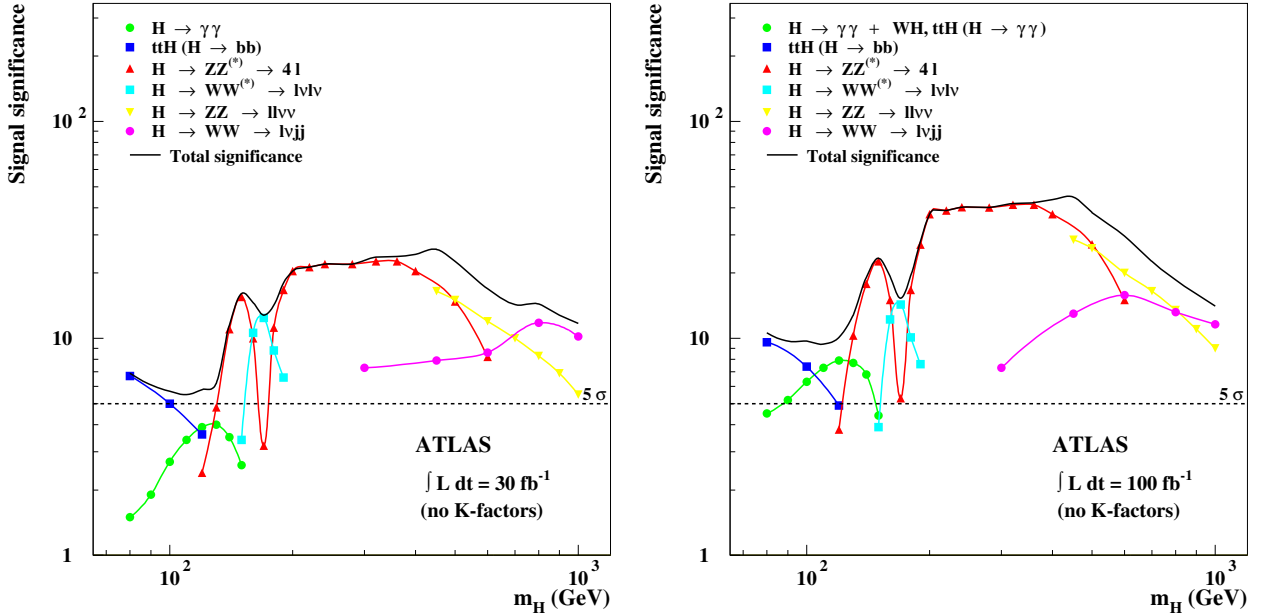 Signal significance
H → γγ
ttH (H → bb)
H → ZZ(*) → 4 l
H → WW(*) → lνlν
H → ZZ → llνν
H → WW → lνjj
Total significance
10²
10
1
5 σ
ATLAS
∫ L dt = 30 fb⁻¹
(no K-factors)
10²
10³
m_H (GeV)
Signal significance
H → γγ + WH, ttH (H → γγ)
ttH (H → bb)
H → ZZ(*) → 4 l
H → WW(*) → lνlν
H → ZZ → llνν
H → WW → lνjj
Total significance
10²
10
1
5 σ
ATLAS
∫ L dt = 100 fb⁻¹
(no K-factors)
10²
10³
m_H (GeV)